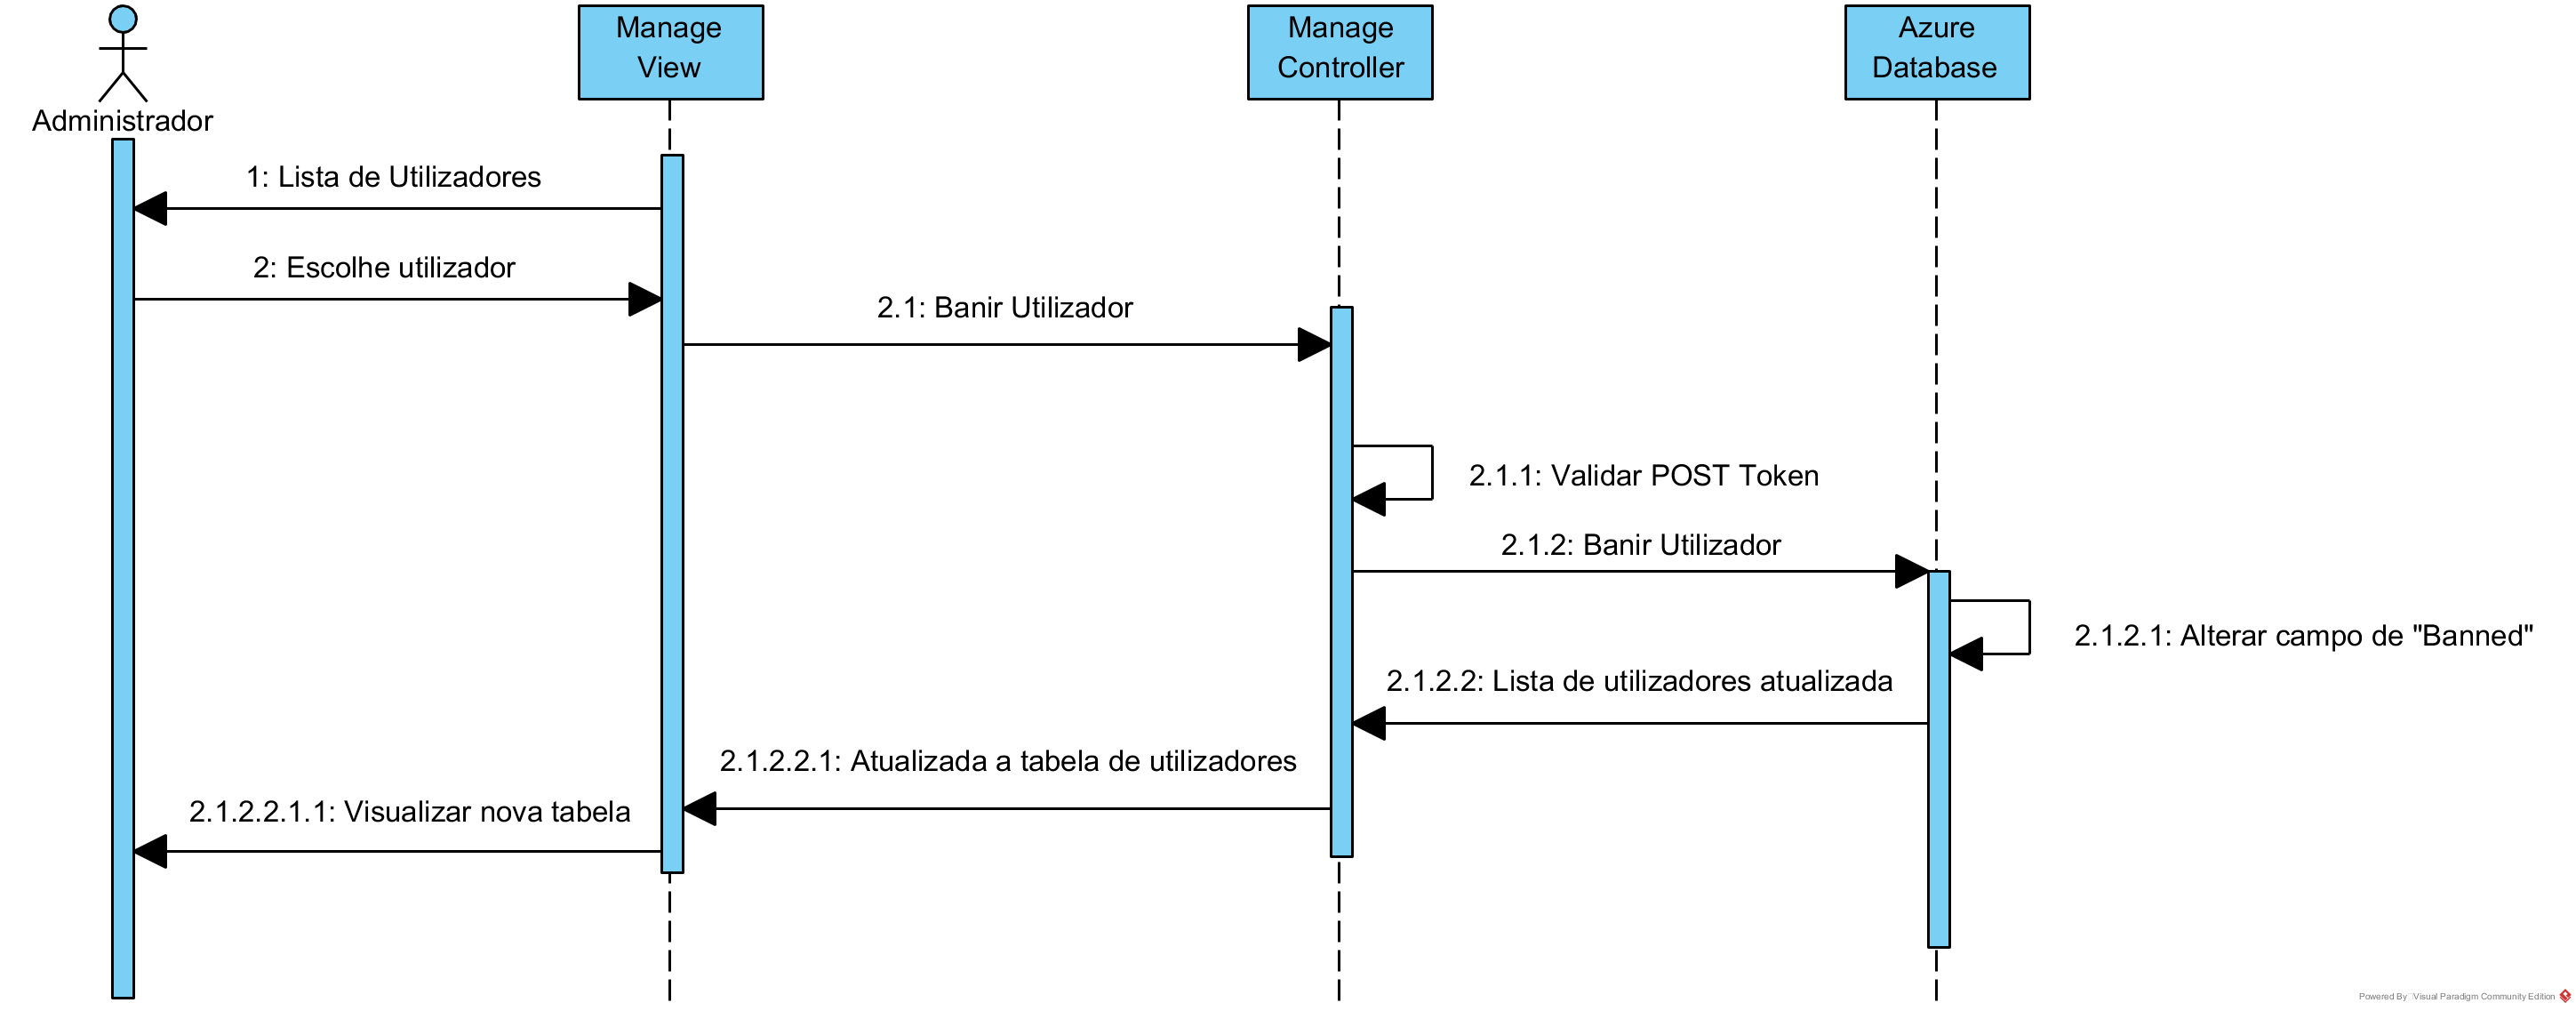 Manage
View
Manage
Controller
Azure
Database
Administrador
1: Lista de Utilizadores
2: Escolhe utilizador
2.1: Banir Utilizador
2.1.1: Validar POST Token
2.1.2: Banir Utilizador
2.1.2.1: Alterar campo de "Banned"
2.1.2.2: Lista de utilizadores atualizada
2.1.2.2.1: Atualizada a tabela de utilizadores
2.1.2.2.1.1: Visualizar nova tabela
Powered By Visual Paradigm Community Edition